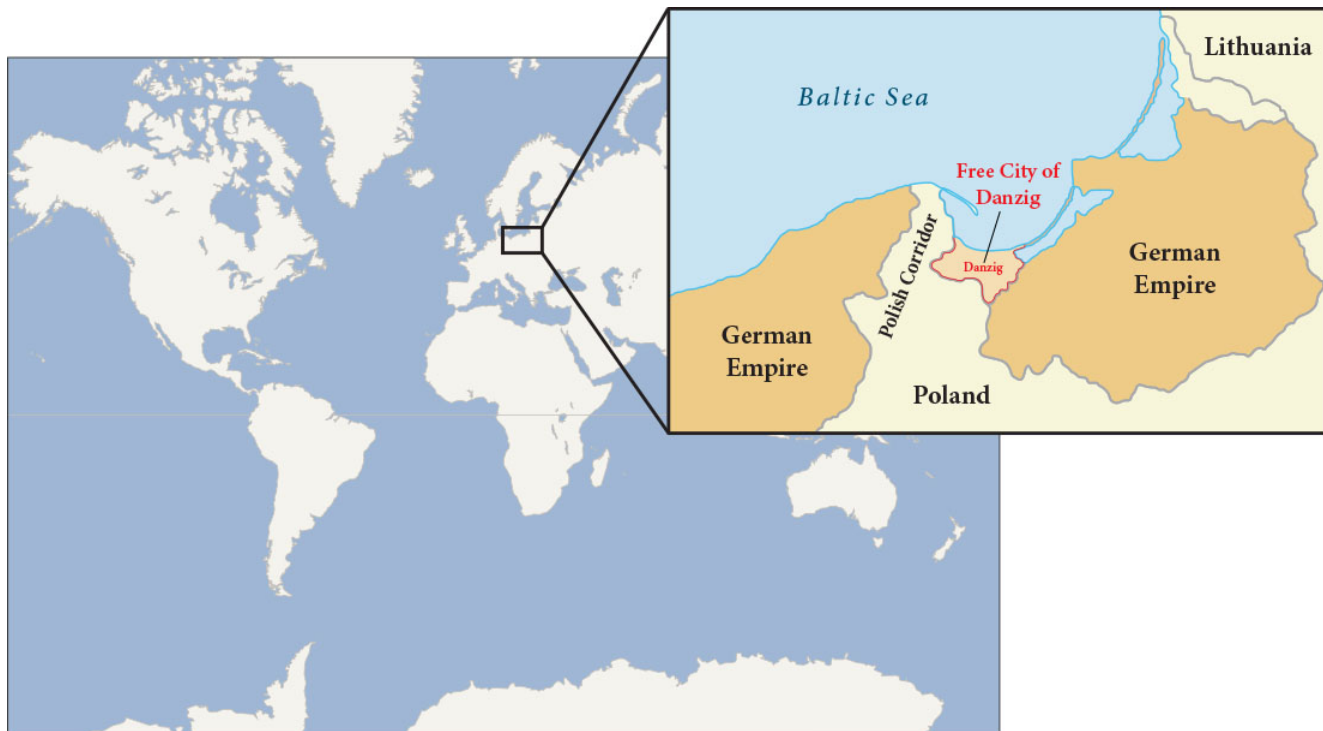 Lithuania
Baltic Sea
Free City of
Danzig
Danzig
Polish Corridor
German
Empire
German
Empire
Poland